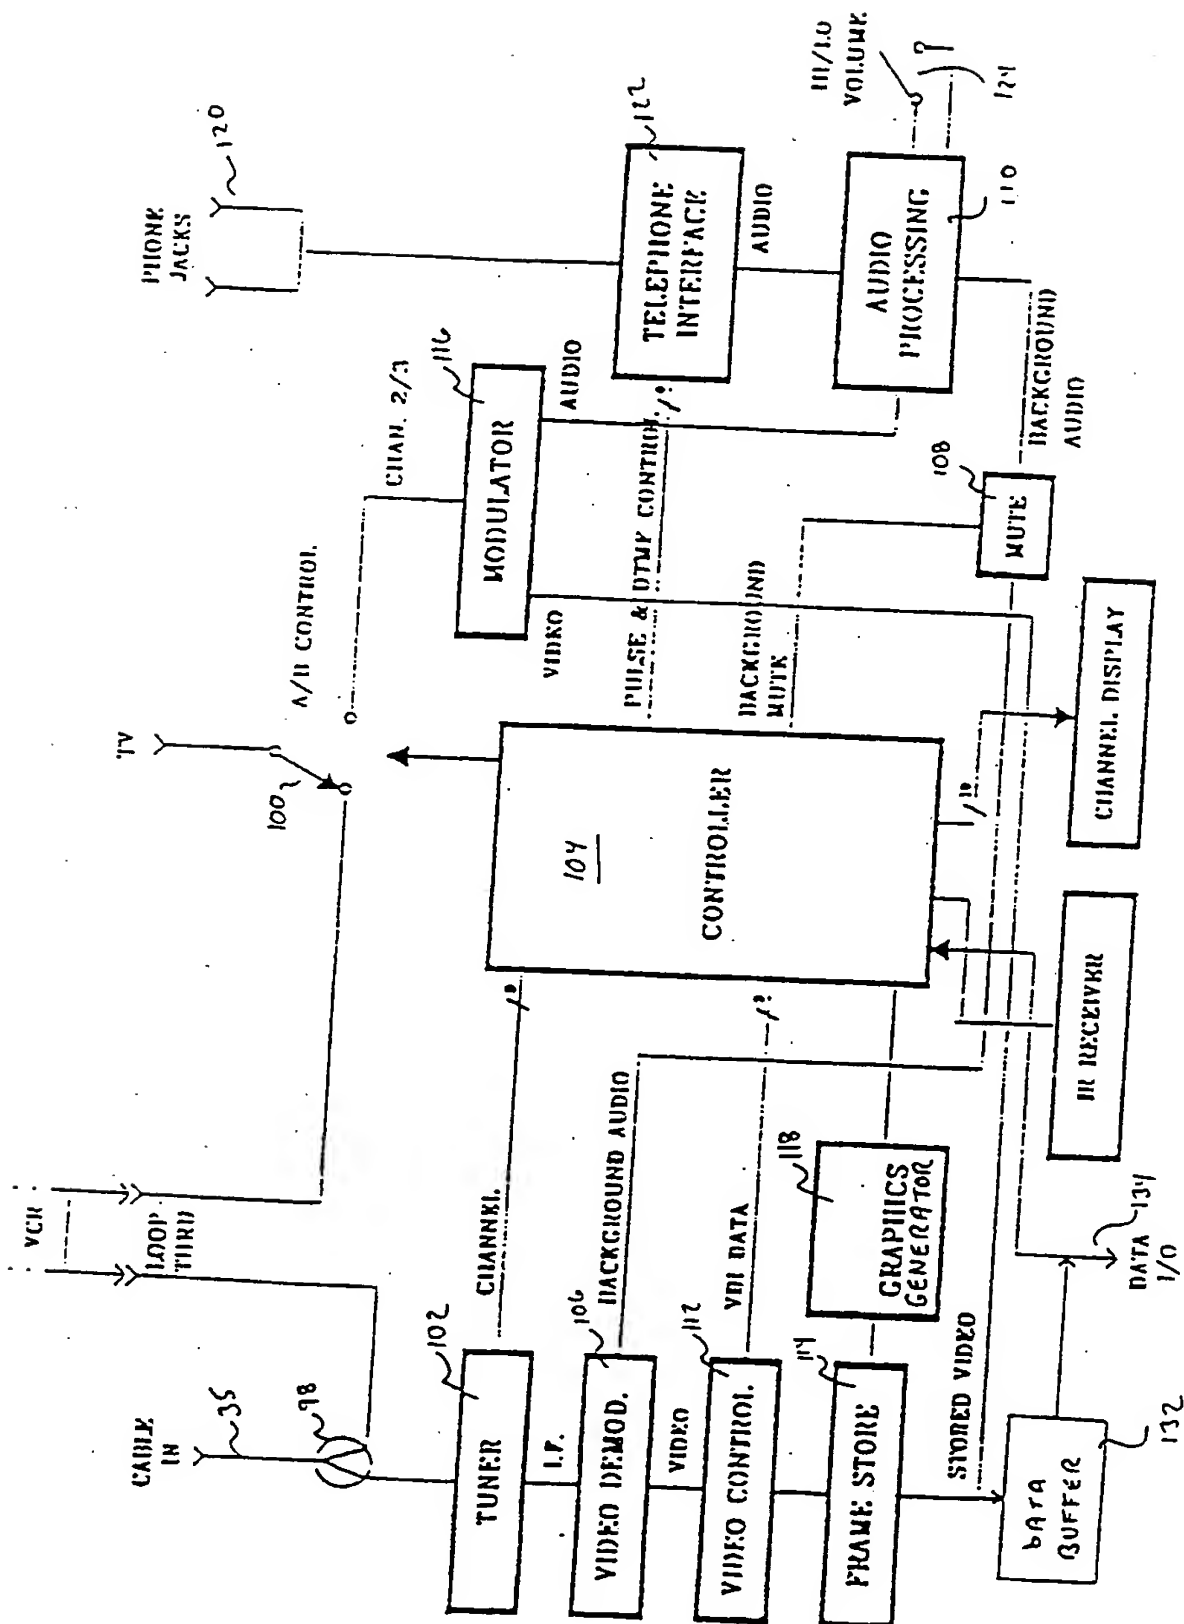 CABLE
IN
35
98
VCR
LOOP
THRU
TV
100
A/B CONTROL
PHONE
JACKS
120
102
TUNER
CHANNEL
I.F.
106
VIDEO DEMOD.
BACKGROUND AUDIO
VIDEO
112
VIDEO CONTROL
VBI DATA
114
FRAME STORE
118
GRAPHICS
GENERATOR
STORED VIDEO
DATA
BUFFER
132
DATA
I/O
134
IR RECEIVER
104
CONTROLLER
CHANNEL DISPLAY
CHAN. 2/3
116
MODULATOR
VIDEO
AUDIO
PULSE & DTMF CONTROL
BACKGROUND
MUTE
108
MUTE
BACKGROUND
AUDIO
122
TELEPHONE
INTERFACE
AUDIO
AUDIO
PROCESSING
110
HI/LO
VOLUME
124